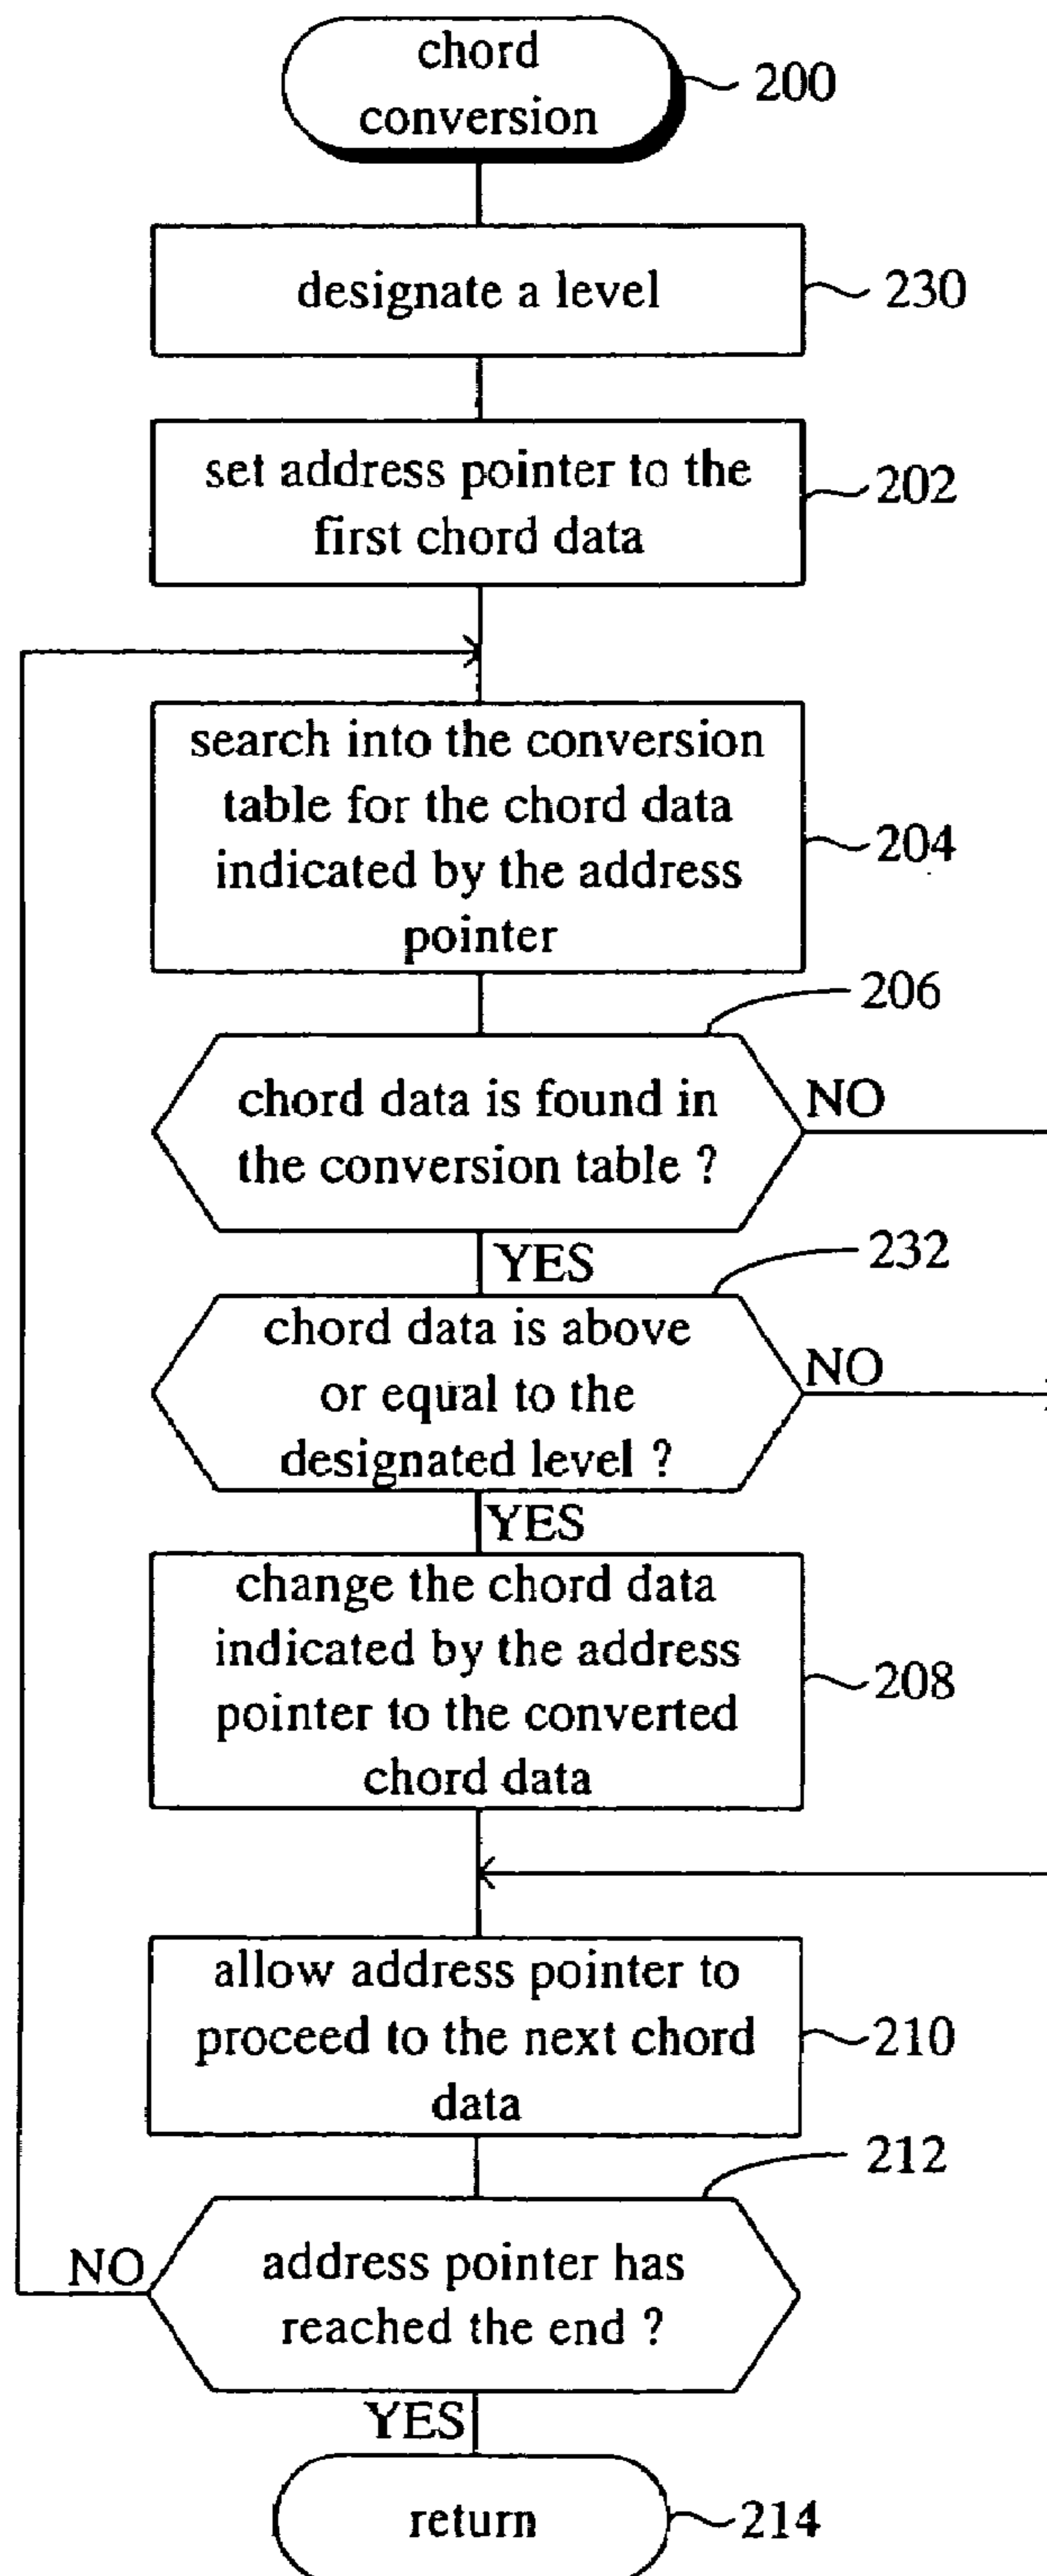 chord
conversion
200
designate a level
230
set address pointer to the
first chord data
202
search into the conversion
table for the chord data
indicated by the address
pointer
204
206
chord data is found in
the conversion table ?
NO
YES
232
chord data is above
or equal to the
designated level ?
NO
YES
change the chord data
indicated by the address
pointer to the converted
chord data
208
allow address pointer to
proceed to the next chord
data
210
212
address pointer has
reached the end ?
NO
YES
return
214